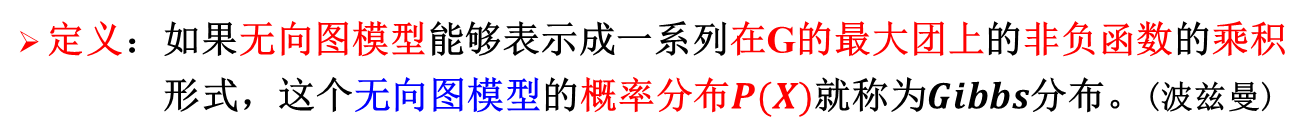 ➢定义：如果无向图模型能够表示成一系列在G的最大团上的非负函数的乘积
形式，这个无向图模型的概率分布P(X)就称为Gibbs分布。(波兹曼)